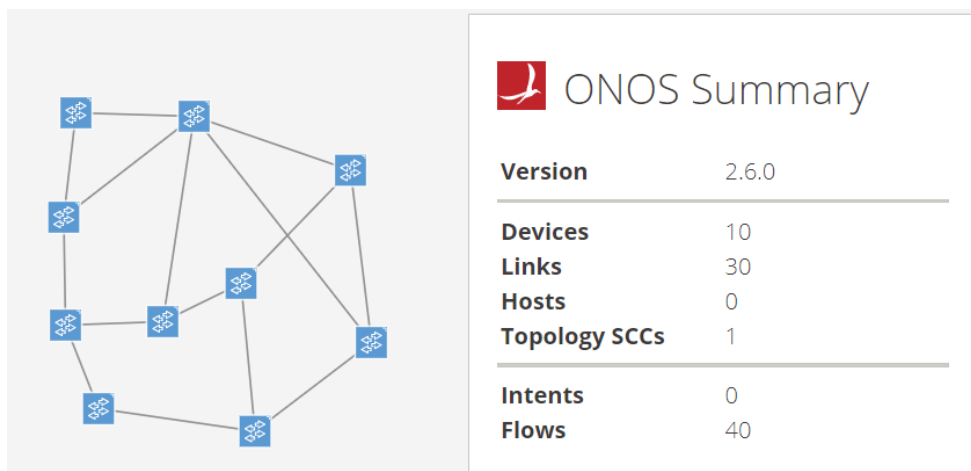 ONOS Summary
Version 2.6.0
Devices 10
Links 30
Hosts 0
Topology SCCs 1
Intents 0
Flows 40